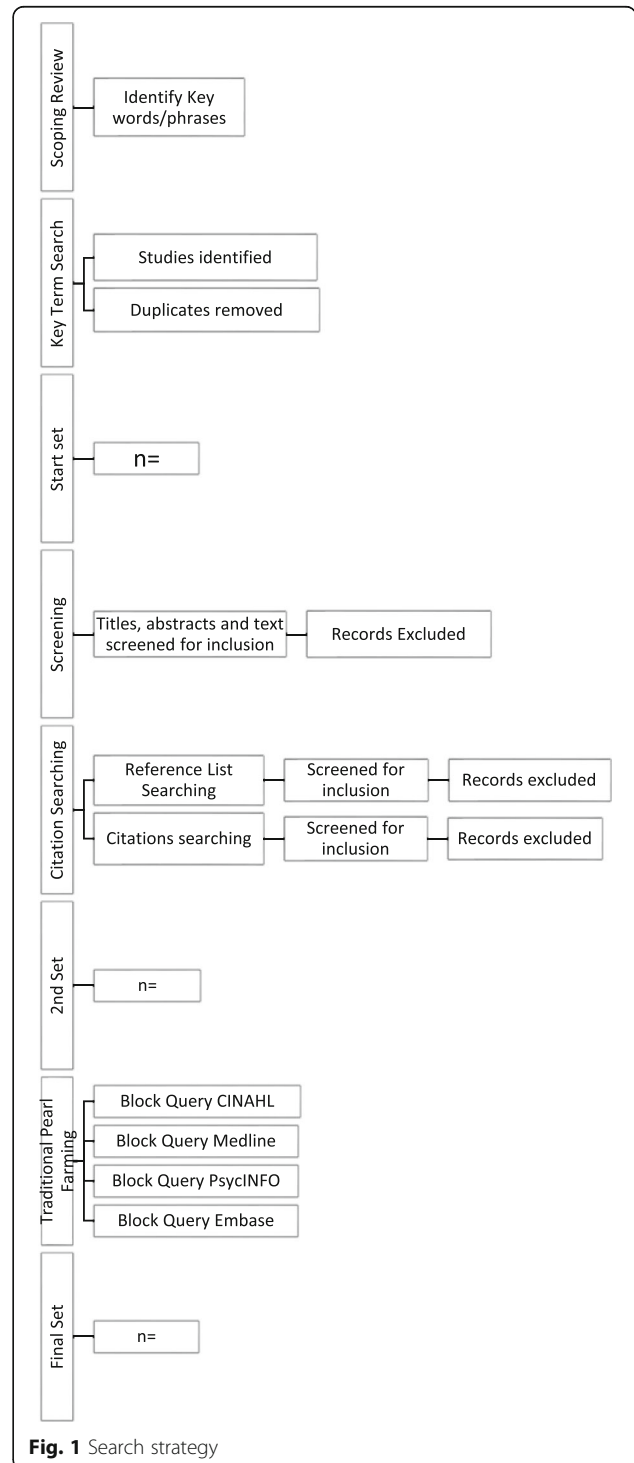 Scoping Review
Identify Key
words/phrases
Key Term Search
Studies identified
Duplicates removed
Start set
n=
Screening
Titles, abstracts and text
screened for inclusion
Records Excluded
Citation Searching
Reference List
Searching
Screened for
inclusion
Records excluded
Citations searching
Screened for
inclusion
Records excluded
2nd Set
n=
Traditional Pearl
Farming
Block Query CINAHL
Block Query Medline
Block Query PsycINFO
Block Query Embase
Final Set
n=
Fig. 1 Search strategy